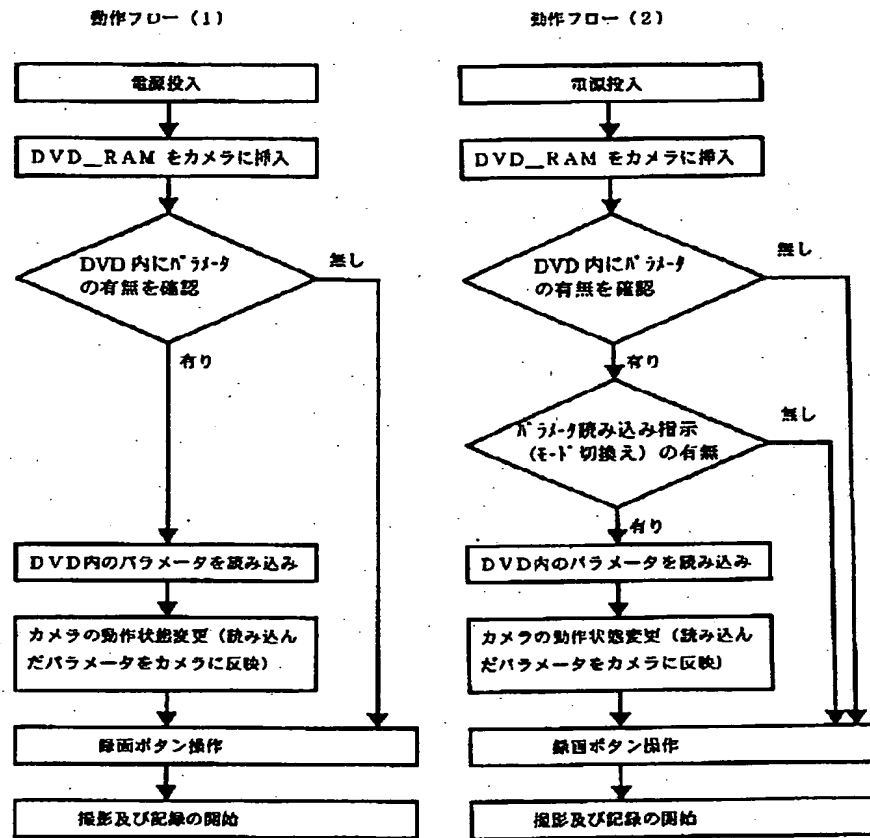 動作フロー（1）
電源投入
DVD__RAM をカメラに挿入
DVD 内にパラメータ
の有無を確認
無し
有り
DVD内のパラメータを読み込み
カメラの動作状態変更（読み込ん
だパラメータをカメラに反映）
録画ボタン操作
撮影及び記録の開始
動作フロー（2）
電源投入
DVD__RAM をカメラに挿入
DVD 内にパラメータ
の有無を確認
無し
有り
パラメータ読み込み指示
（モード切換え）の有無
無し
有り
DVD内のパラメータを読み込み
カメラの動作状態変更（読み込ん
だパラメータをカメラに反映）
録画ボタン操作
撮影及び記録の開始